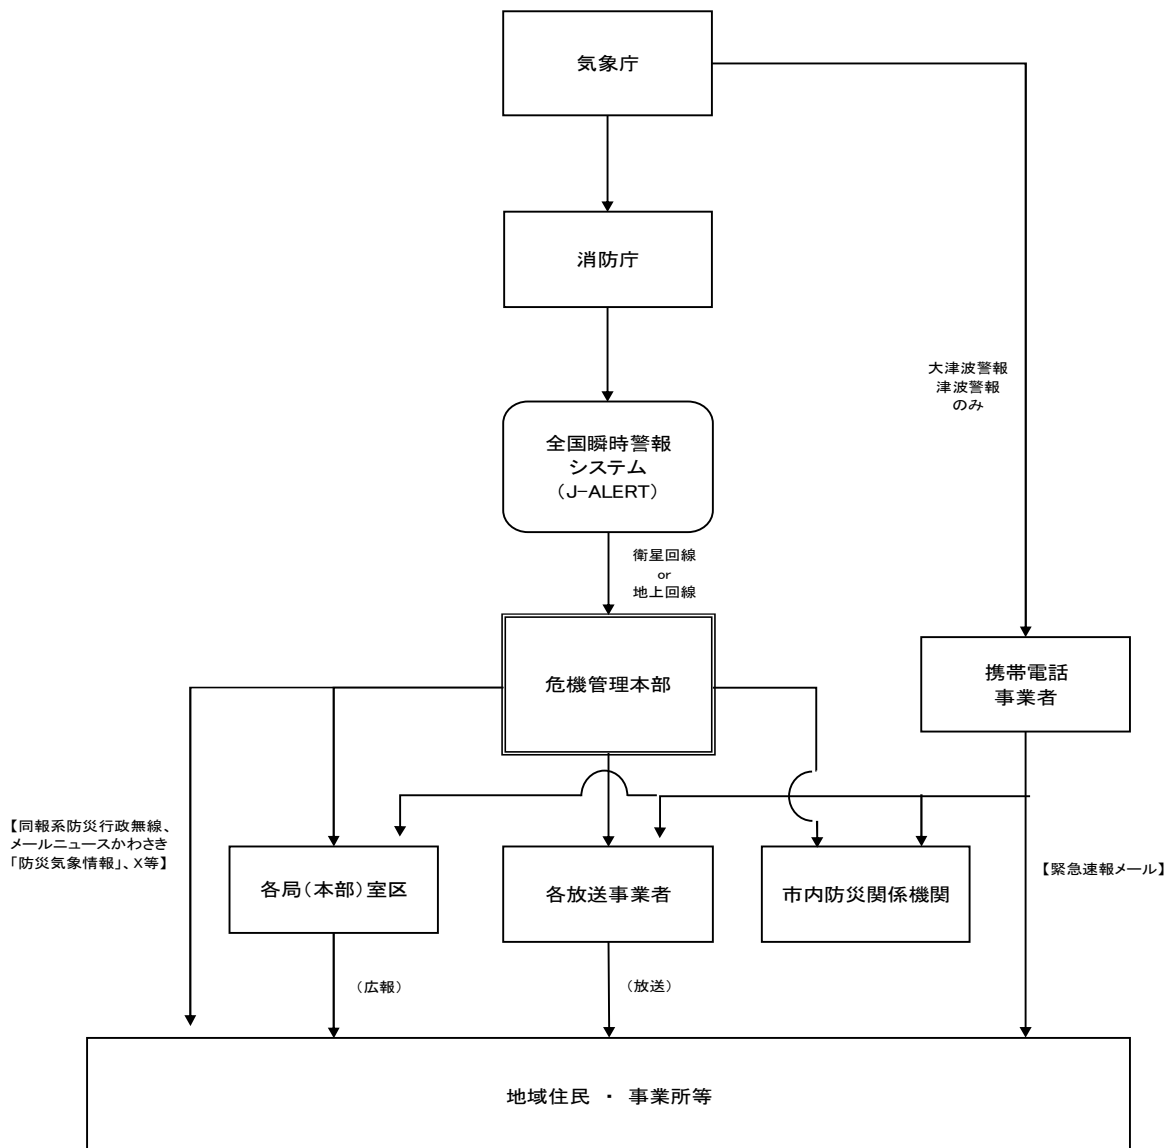 気象庁
消防庁
大津波警報
津波警報
のみ
全国瞬時警報
システム
（J-ALERT）
衛星回線
or
地上回線
危機管理本部
携帯電話
事業者
【同報系防災行政無線、
メールニュースかわさき
「防災気象情報」、X等】
各局（本部）室区
各放送事業者
市内防災関係機関
【緊急速報メール】
（広報）
（放送）
地域住民 ・ 事業所等